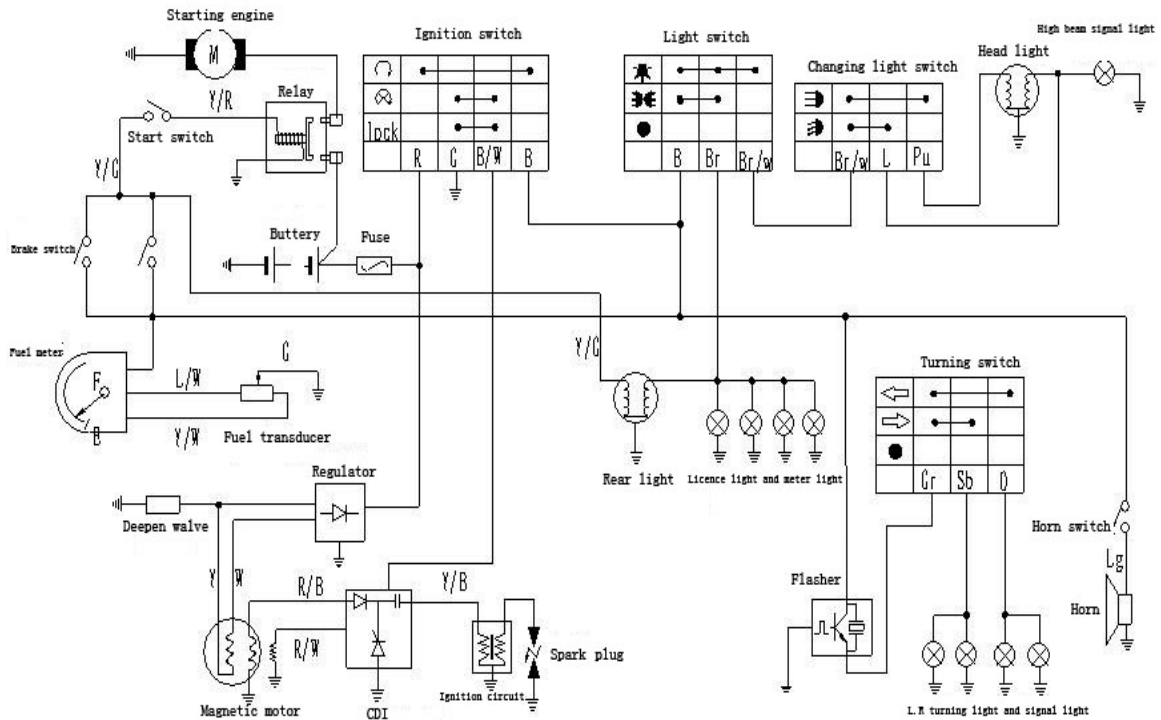 Starting engine
M
Y/R
Relay
Start switch
Y/G
Brake switch
Buttery
Fuse
Ignition switch
lock
R
G
B/W
B
Light switch
B
Br
Br/w
Changing light switch
Br/w
L
Pu
Head light
High beam signal light
Fuel meter
F
E
L/W
Y/W
G
Fuel transducer
Y/G
Rear light
Licence light and meter light
Turning switch
Gr
Sb
O
Horn switch
Lg
Horn
Regulator
Deepen walve
Y
W
R/B
R/W
Y/B
Magnetic motor
CDI
Ignition circuit
Spark plug
Flasher
L.R turning light and signal light